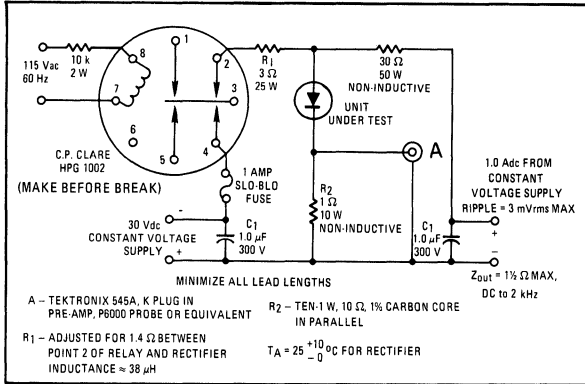 115 Vac
60 Hz
10 k
2 W
1
2
3
4
5
6
7
8
C.P. CLARE
HPG 1002
(MAKE BEFORE BREAK)
R1
3 Ω
25 W
30 Ω
50 W
NON-INDUCTIVE
UNIT
UNDER TEST
A
1 AMP
SLO-BLO
FUSE
R2
1 Ω
10 W
NON-INDUCTIVE
1.0 Adc FROM
CONSTANT
VOLTAGE SUPPLY
RIPPLE = 3 mVrms MAX
+
−
30 Vdc
CONSTANT VOLTAGE
SUPPLY
-
+
C1
1.0 μF
300 V
C1
1.0 μF
300 V
Zout = 1½ Ω MAX,
DC to 2 kHz
MINIMIZE ALL LEAD LENGTHS
A – TEKTRONIX 545A, K PLUG IN
PRE-AMP, P6000 PROBE OR EQUIVALENT
R1 – ADJUSTED FOR 1.4 Ω BETWEEN
POINT 2 OF RELAY AND RECTIFIER
INDUCTANCE ≈ 38 μH
R2 – TEN-1 W, 10 Ω, 1% CARBON CORE
IN PARALLEL
TA = 25 +10 -0 °C FOR RECTIFIER